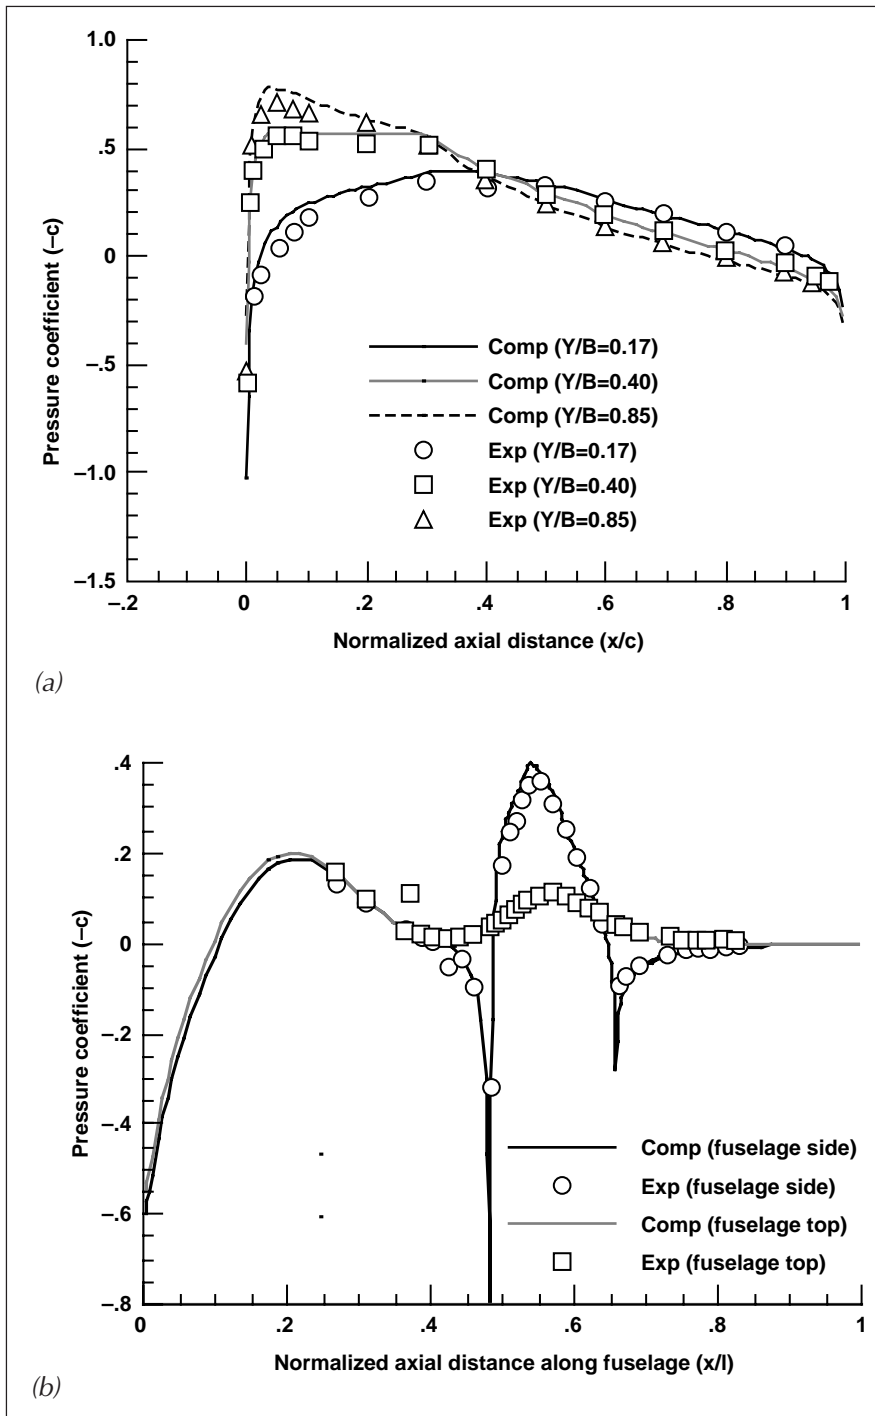 1.0
.5
0
–.5
–1.0
–1.5
Pressure coefficient (–c)
Comp (Y/B=0.17)
Comp (Y/B=0.40)
Comp (Y/B=0.85)
Exp (Y/B=0.17)
Exp (Y/B=0.40)
Exp (Y/B=0.85)
–.2 0 .2 .4 .6 .8 1
Normalized axial distance (x/c)
(a)
.4
.2
0
–.2
–.4
–.6
–.8
Pressure coefficient (–c)
Comp (fuselage side)
Exp (fuselage side)
Comp (fuselage top)
Exp (fuselage top)
0 .2 .4 .6 .8 1
Normalized axial distance along fuselage (x/l)
(b)